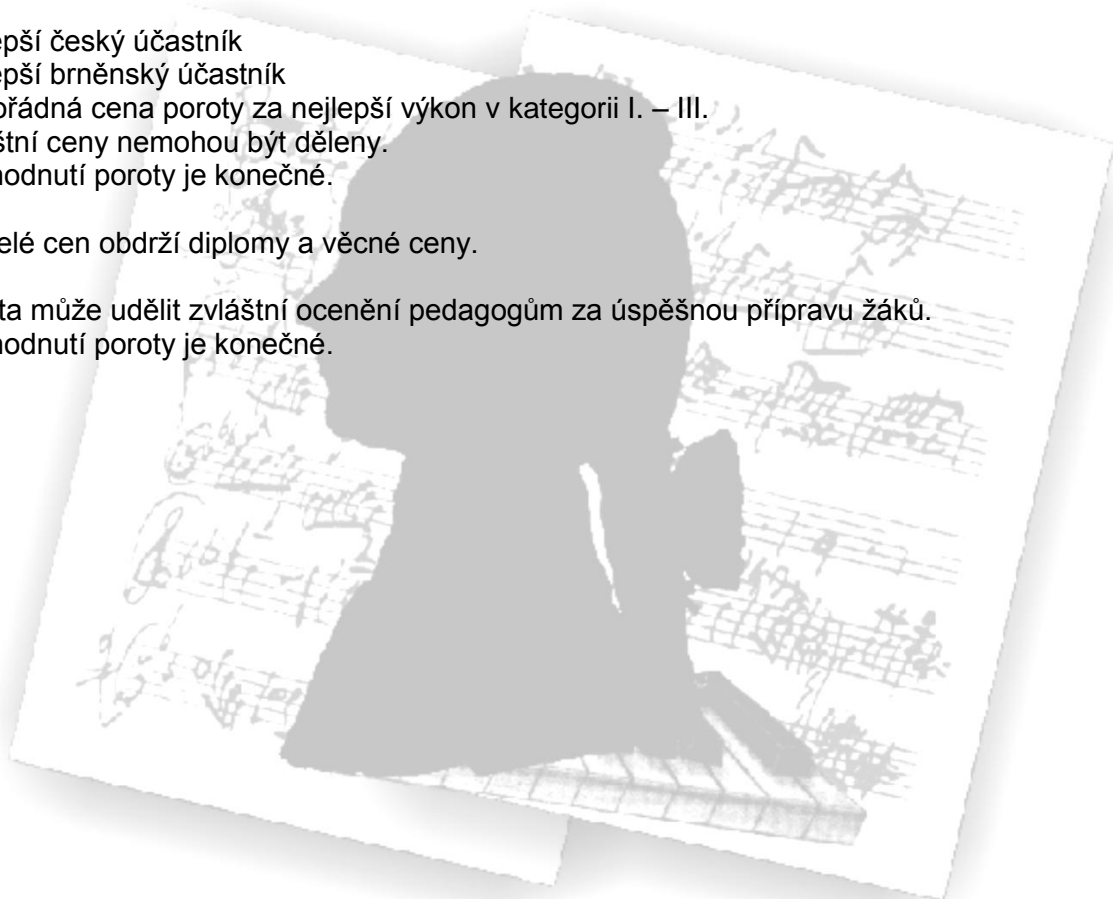 epší český účastník
epší brněnský účastník
ořádná cena poroty za nejlepší výkon v kategorii I. – III.
štní ceny nemohou být děleny.
hodnutí poroty je konečné.
elé cen obdrží diplomy a věcné ceny.
ta může udělit zvláštní ocenění pedagogům za úspěšnou přípravu žáků.
hodnutí poroty je konečné.